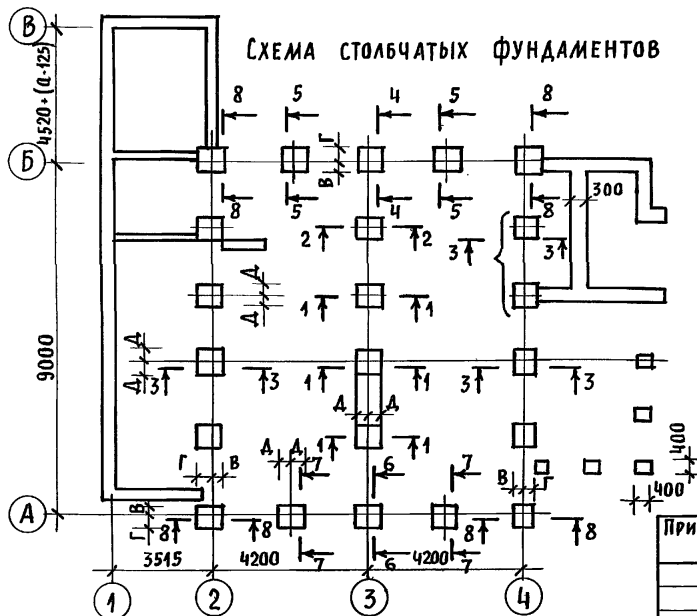 В
Схема столбчатых фундаментов
4520+(а-125)
8 5 4 5 8
Г
Б
В
300
8 5 4 5 8
2 2
3 3
Д
Д
1 1
9000
Д
Д
3 3 1 1 3 3
Д Д
1 1
Г В Д Д 7 6 7 В Г
400
400
А
В
Г
8 8 8 8
При
3515 4200 7 6 4200 7
1 2 3 4